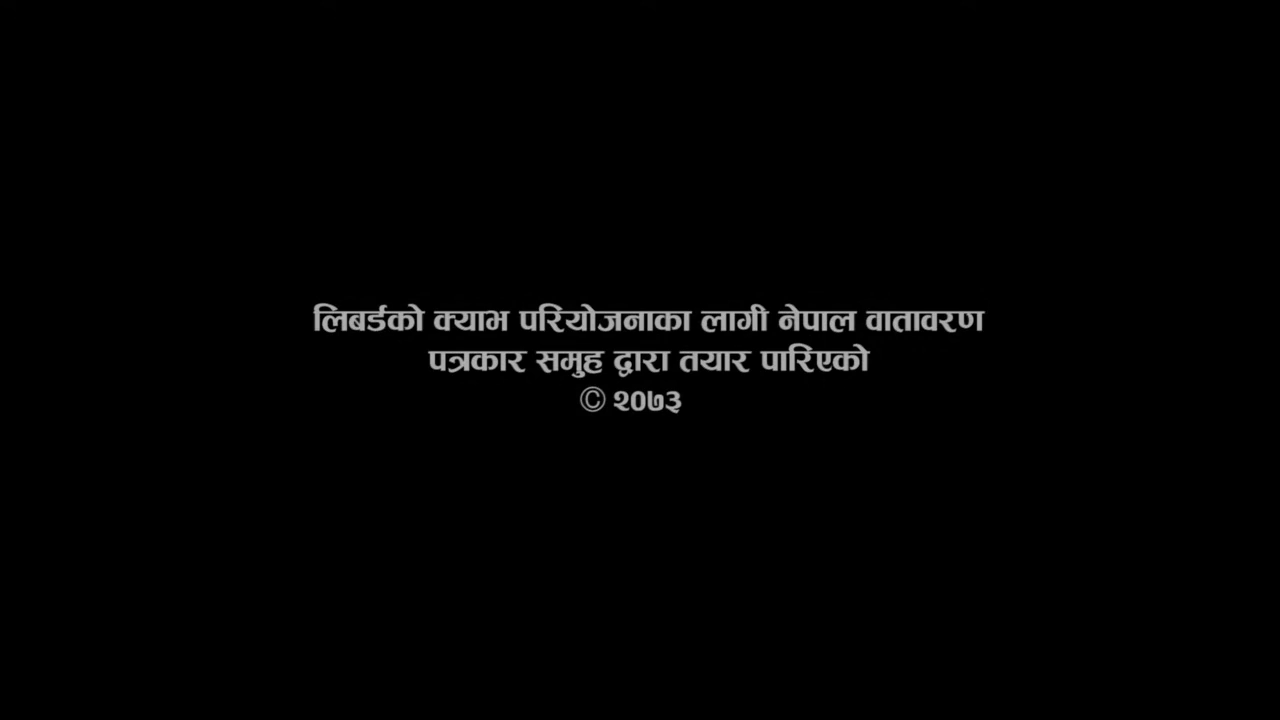 लिबर्डको क्याभ परियोजनाका लागी नेपाल वातावरण
पत्रकार समुह द्वारा तयार पारिएको
© २०७३